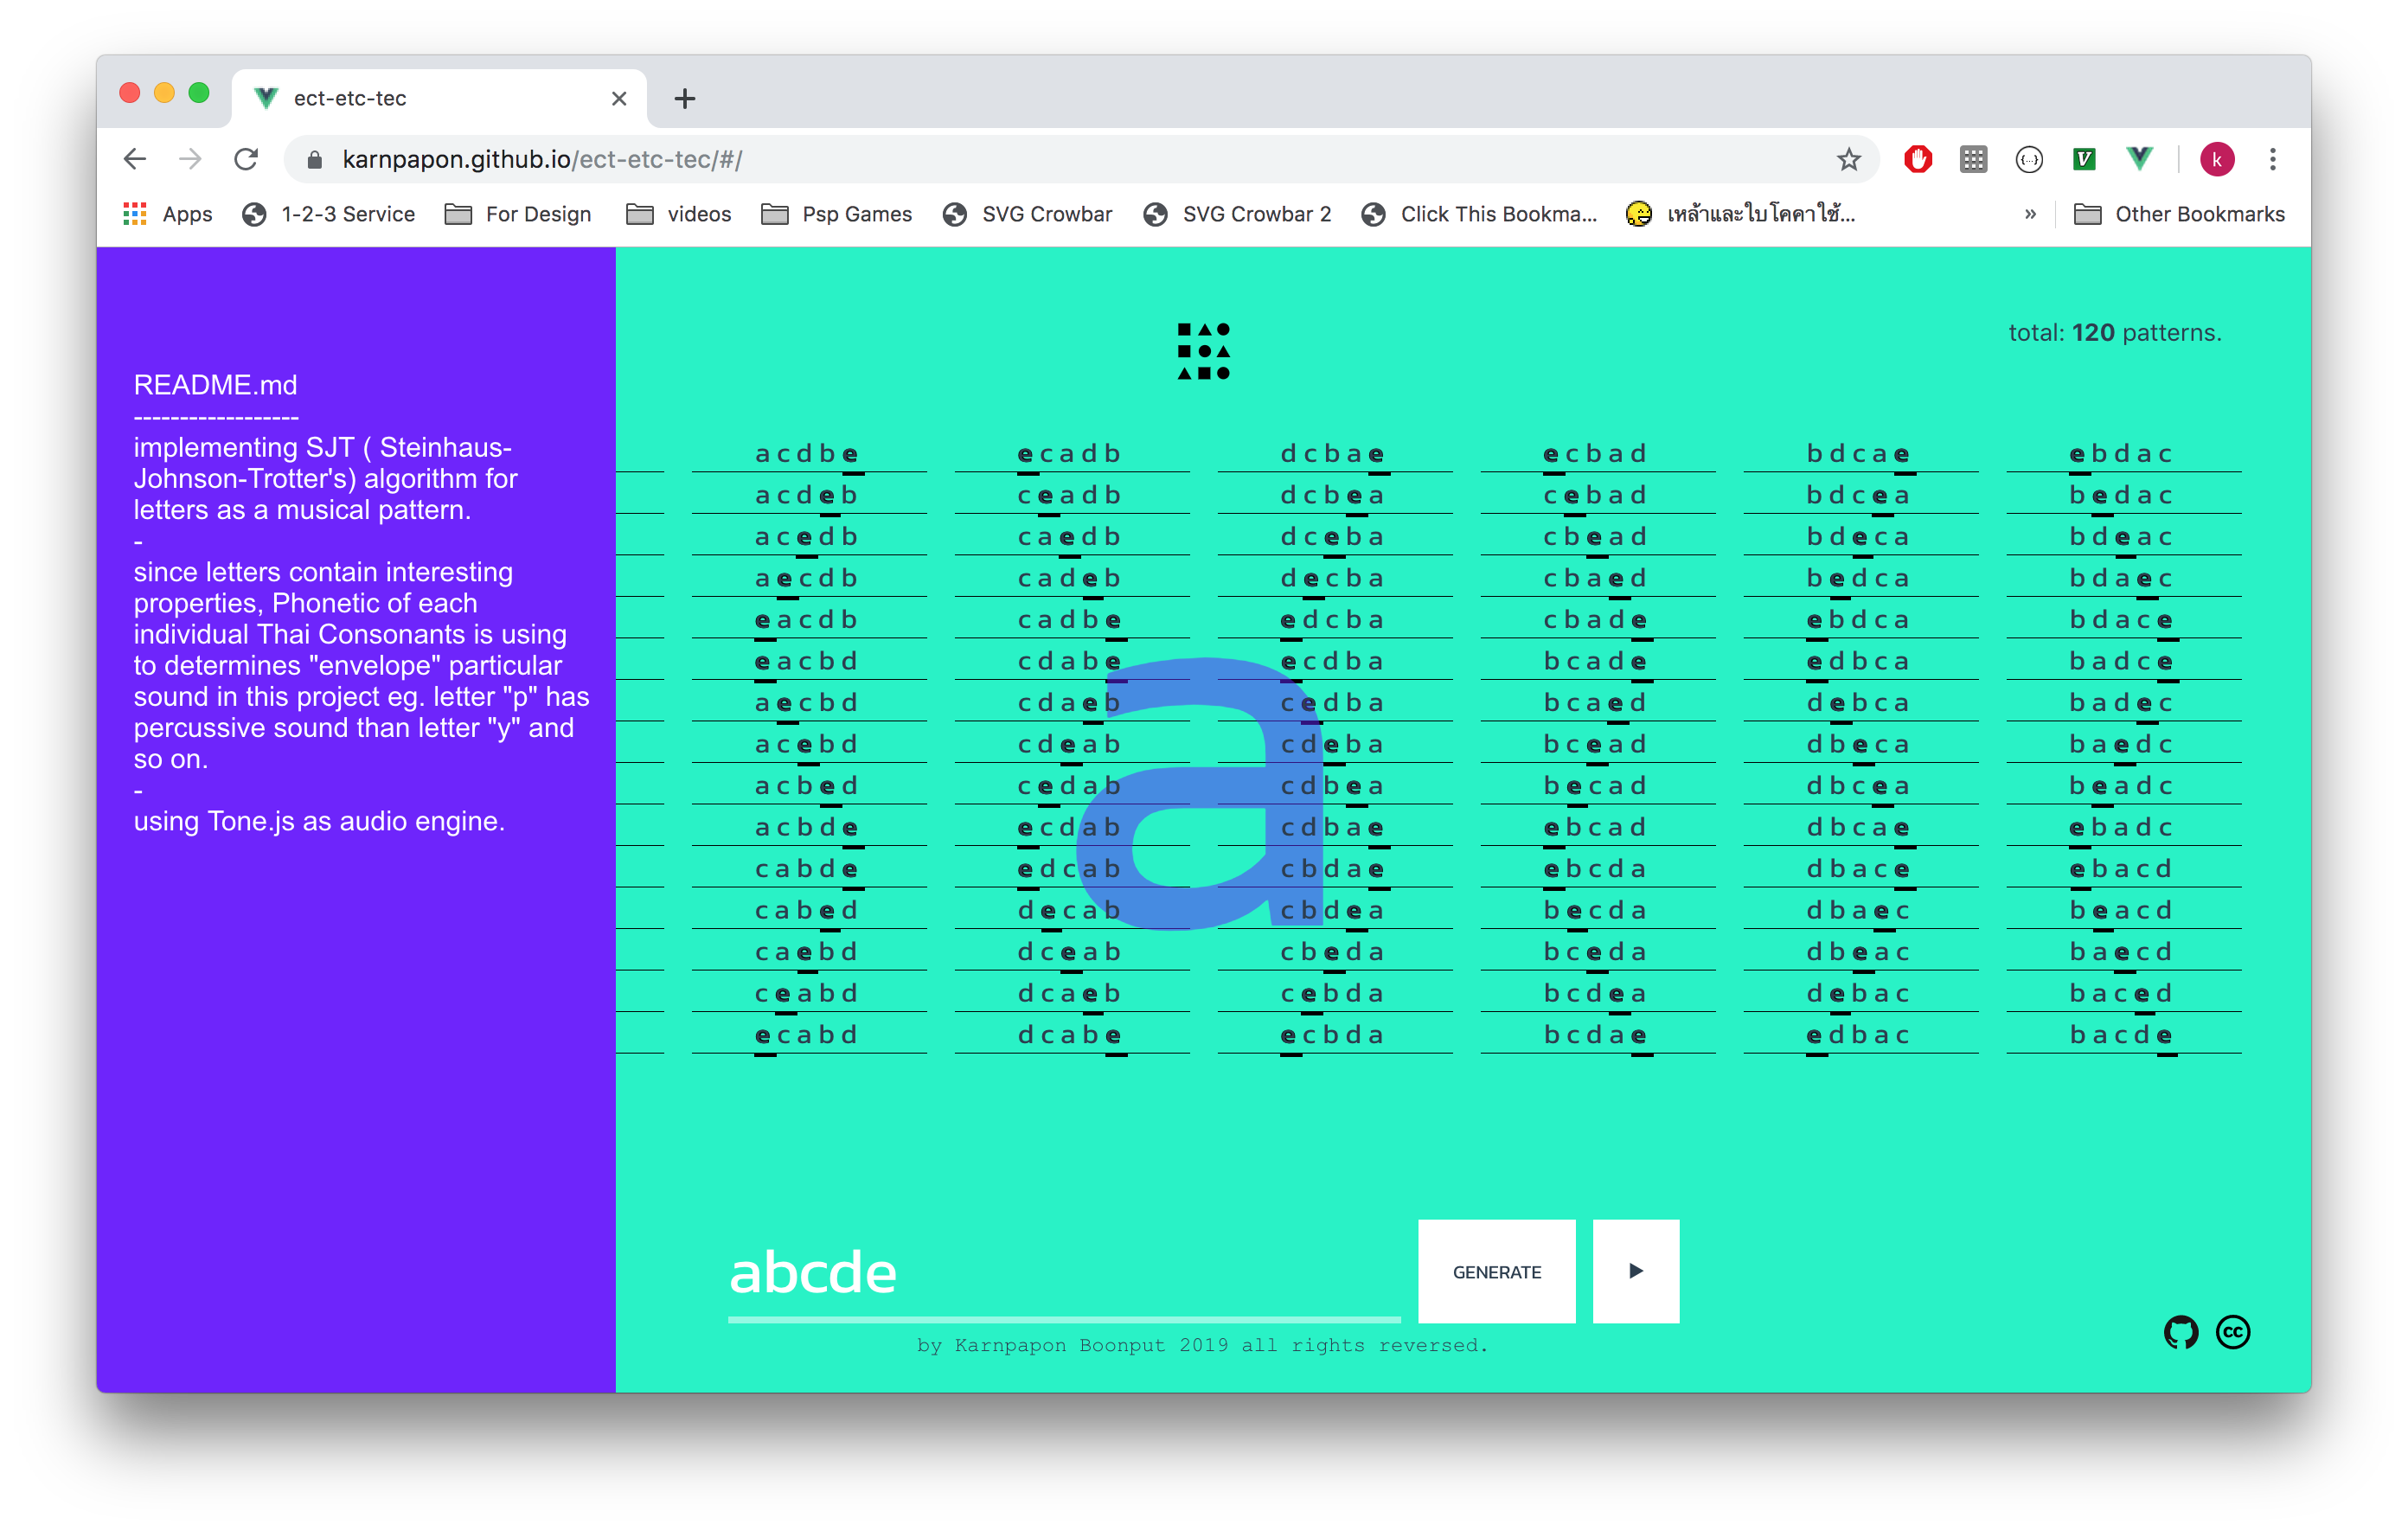 ect-etc-tec
karnpapon.github.io/ect-etc-tec/#/
k
Apps 1-2-3 Service For Design videos Psp Games SVG Crowbar SVG Crowbar 2 Click This Bookma... เหล้าและใบโคคาใช้... » Other Bookmarks
README.md
------------------
implementing SJT ( Steinhaus-
Johnson-Trotter's) algorithm for
letters as a musical pattern.
-
since letters contain interesting
properties, Phonetic of each
individual Thai Consonants is using
to determines "envelope" particular
sound in this project eg. letter "p" has
percussive sound than letter "y" and
so on.
-
using Tone.js as audio engine.
total: 120 patterns.
acdbe ecadb dcbae ecbad bdcae ebdac
acdeb ceadb dcbea cebad bdcea bedac
acedb caedb dceba cbead bdeca bdeac
aecdb cadeb decba cbaed bedca bdaec
eacdb cadbe edcba cbade ebdca bdace
eacbd cdabe ecdba bcade edbca badce
aecbd cdaeb cedba bcaed debca badec
acebd cdeab cdeba bcead dbeca baedc
acbed cedab cdbea becad dbcea beadc
acbde ecdab cdbae ebcad dbcae ebadc
cabde edcab cbdae ebcda dbace ebacd
cabed decab cbdea becda dbaec beacd
caebd dceab cbeda bceda dbeac baecd
ceabd dcaeb cebda bcdea debac baced
ecabd dcabe ecbda bcdae edbac bacde
a
abcde
GENERATE
by Karnpapon Boonput 2019 all rights reversed.
cc